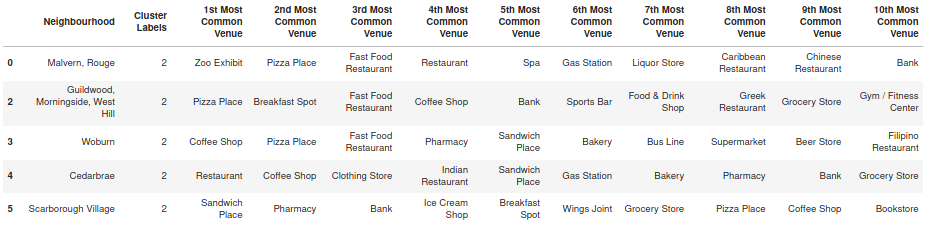 Neighbourhood Cluster Labels 1st Most Common Venue 2nd Most Common Venue 3rd Most Common Venue 4th Most Common Venue 5th Most Common Venue 6th Most Common Venue 7th Most Common Venue 8th Most Common Venue 9th Most Common Venue 10th Most Common Venue
0 Malvern, Rouge 2 Zoo Exhibit Pizza Place Fast Food Restaurant Restaurant Spa Gas Station Liquor Store Caribbean Restaurant Chinese Restaurant Bank
2 Guildwood, Morningside, West Hill 2 Pizza Place Breakfast Spot Fast Food Restaurant Coffee Shop Bank Sports Bar Food & Drink Shop Greek Restaurant Grocery Store Gym / Fitness Center
3 Woburn 2 Coffee Shop Pizza Place Fast Food Restaurant Pharmacy Sandwich Place Bakery Bus Line Supermarket Beer Store Filipino Restaurant
4 Cedarbrae 2 Restaurant Coffee Shop Clothing Store Indian Restaurant Sandwich Place Gas Station Bakery Pharmacy Bank Grocery Store
5 Scarborough Village 2 Sandwich Place Pharmacy Bank Ice Cream Shop Breakfast Spot Wings Joint Grocery Store Pizza Place Coffee Shop Bookstore